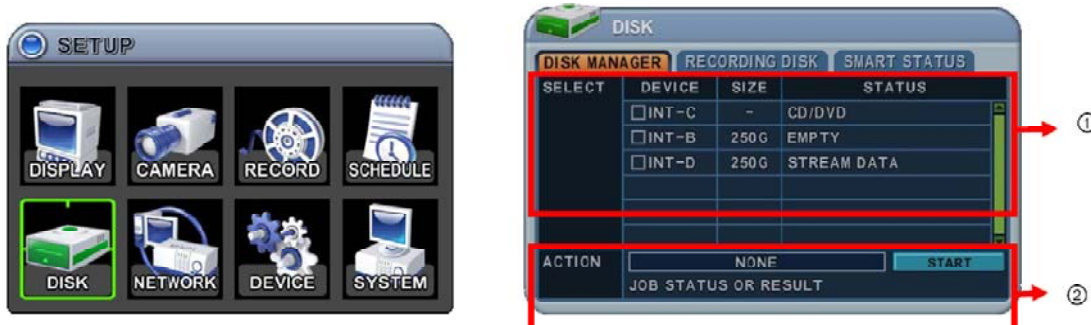 SETUP
DISPLAY CAMERA RECORD SCHEDULE
DISK NETWORK DEVICE SYSTEM
DISK
DISK MANAGER RECORDING DISK SMART STATUS
SELECT DEVICE SIZE STATUS
INT-C - CD/DVD
INT-B 250G EMPTY
INT-D 250G STREAM DATA
①
ACTION NONE START
JOB STATUS OR RESULT
②